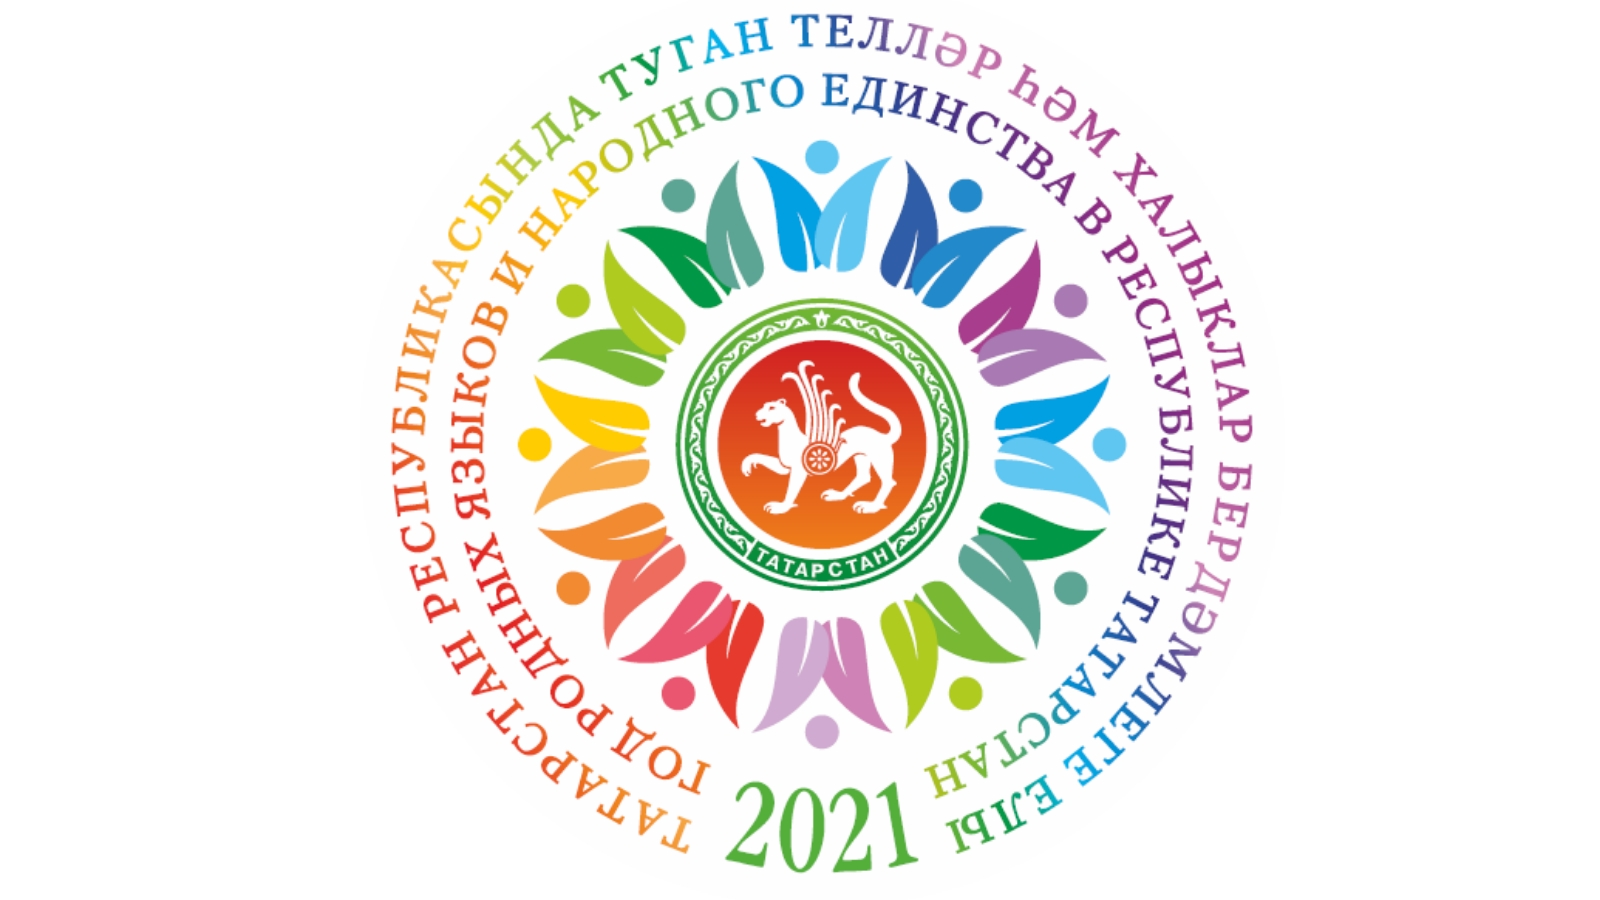 ТАТАРСТАН РЕСПУБЛИКАСЫНДА ТУГАН ТЕЛЛӘР ҺӘМ ХАЛЫКЛАР БЕРДӘМЛЕГЕ ЕЛЫ
ГОД РОДНЫХ ЯЗЫКОВ И НАРОДНОГО ЕДИНСТВА В РЕСПУБЛИКЕ ТАТАРСТАН
ТАТАРСТАН
2021